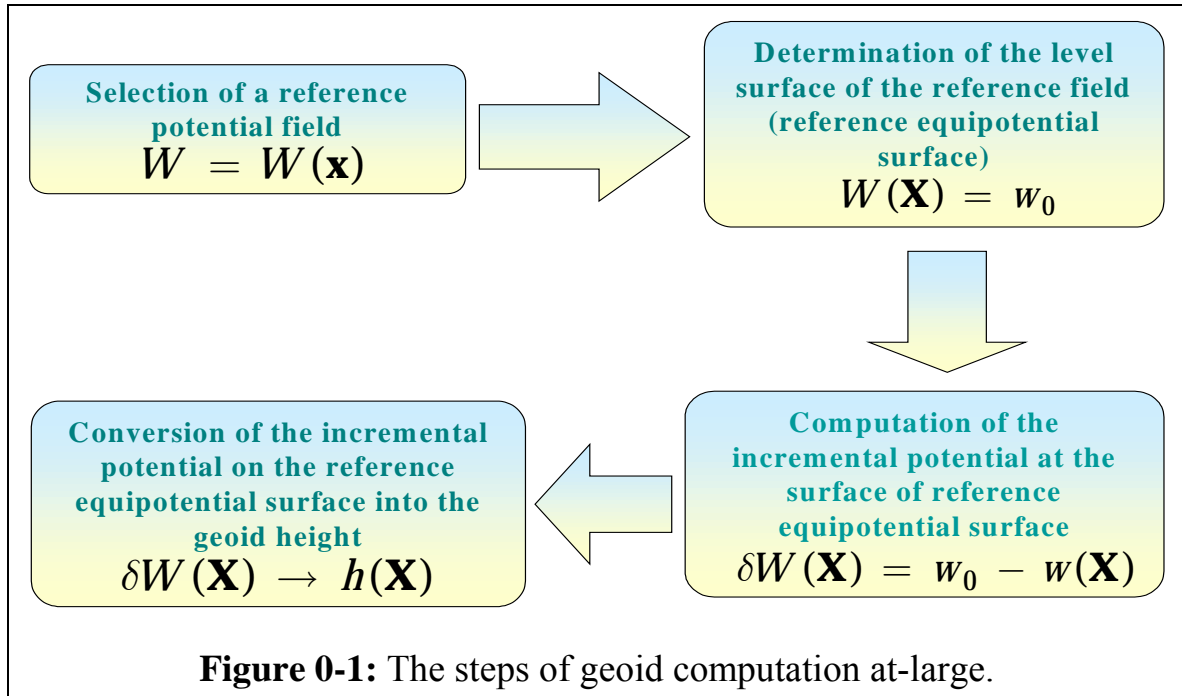 Selection of a reference
potential field
W = W(𝐱)
Determination of the level
surface of the reference field
(reference equipotential
surface)
W(𝐗) = w₀
Computation of the
incremental potential at the
surface of reference
equipotential surface
δW(𝐗) = w₀ − w(𝐗)
Conversion of the incremental
potential on the reference
equipotential surface into the
geoid height
δW(𝐗) → h(𝐗)
Figure 0-1: The steps of geoid computation at-large.